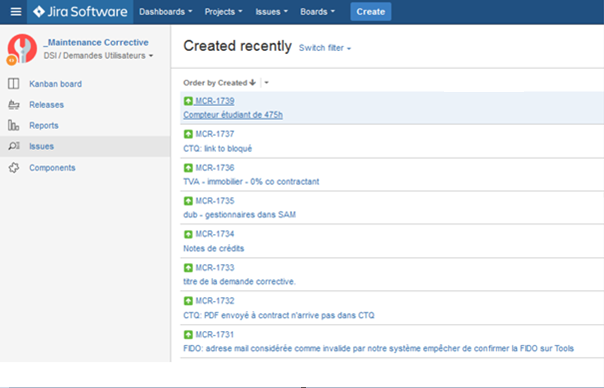 Jira Software Dashboards Projects Issues Boards Create
_Maintenance Corrective
DSI / Demandes Utilisateurs
Kanban board
Releases
Reports
Issues
Components
Created recently Switch filter
Order by Created
MCR-1739
Compteur étudiant de 475h
MCR-1737
CTQ: link to bloqué
MCR-1736
TVA - immobilier - 0% co contractant
MCR-1735
dub - gestionnaires dans SAM
MCR-1734
Notes de crédits
MCR-1733
titre de la demande corrective.
MCR-1732
CTQ: PDF envoyé à contract n'arrive pas dans CTQ
MCR-1731
FIDO: adrese mail considérée comme invalide par notre système empêcher de confirmer la FIDO sur Tools